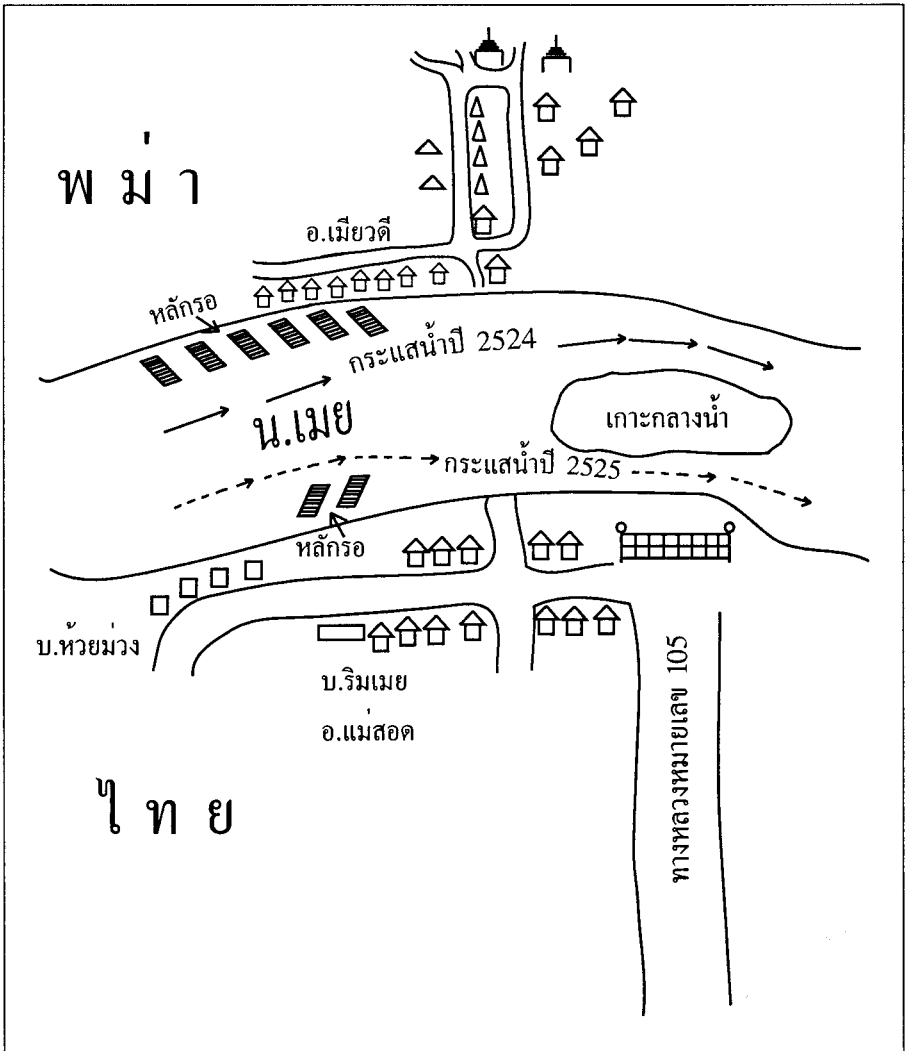 พม่า
อ.เมียวดี
หลักรอ
กระแสน้ำปี 2524
น.เมย
เกาะกลางน้ำ
กระแสน้ำปี 2525
หลักรอ
บ.ห้วยม่วง
บ.ริมเมย
อ.แม่สอด
ทางหลวงหมายเลข 105
ไทย